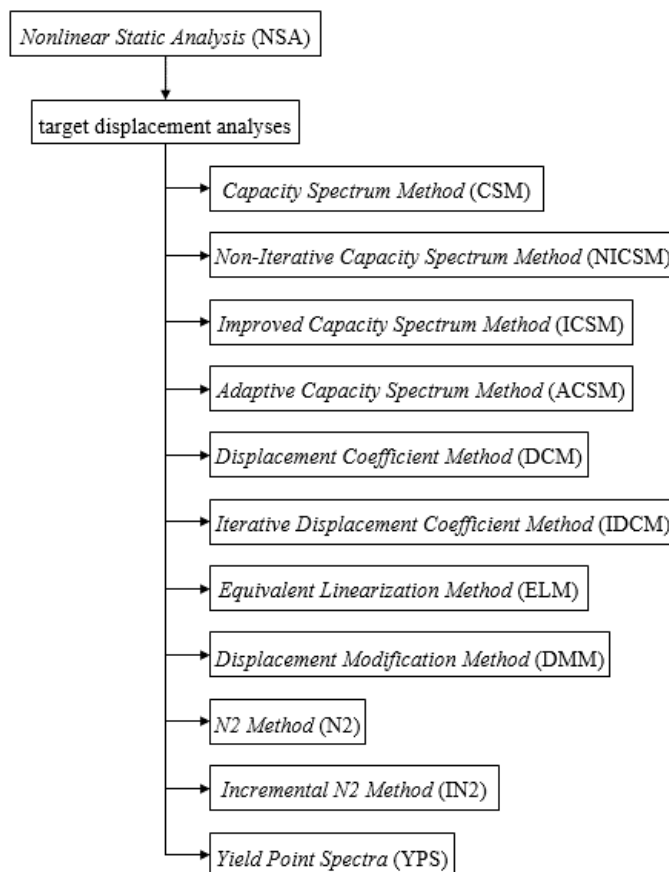 Nonlinear Static Analysis (NSA)
target displacement analyses
Capacity Spectrum Method (CSM)
Non-Iterative Capacity Spectrum Method (NICSM)
Improved Capacity Spectrum Method (ICSM)
Adaptive Capacity Spectrum Method (ACSM)
Displacement Coefficient Method (DCM)
Iterative Displacement Coefficient Method (IDCM)
Equivalent Linearization Method (ELM)
Displacement Modification Method (DMM)
N2 Method (N2)
Incremental N2 Method (IN2)
Yield Point Spectra (YPS)